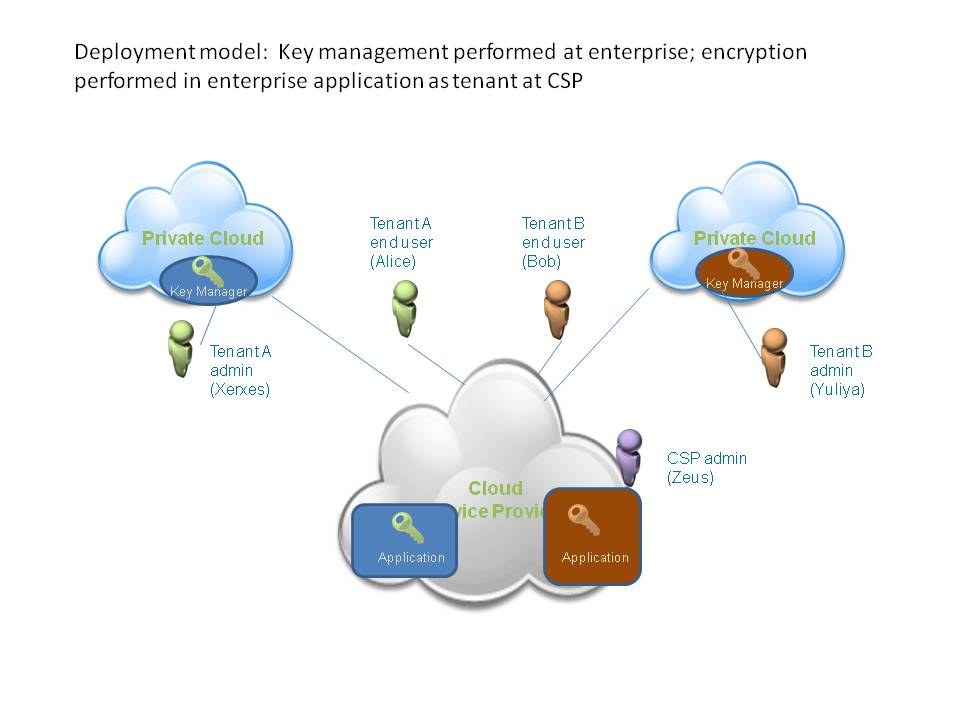 Deployment model:  Key management performed at enterprise; encryption
performed in enterprise application as tenant at CSP
Private Cloud
Key Manager
Tenant A
end user
(Alice)
Tenant B
end user
(Bob)
Private Cloud
Key Manager
Tenant A
admin
(Xerxes)
Tenant B
admin
(Yuliya)
CSP admin
(Zeus)
Cloud
Application
Application